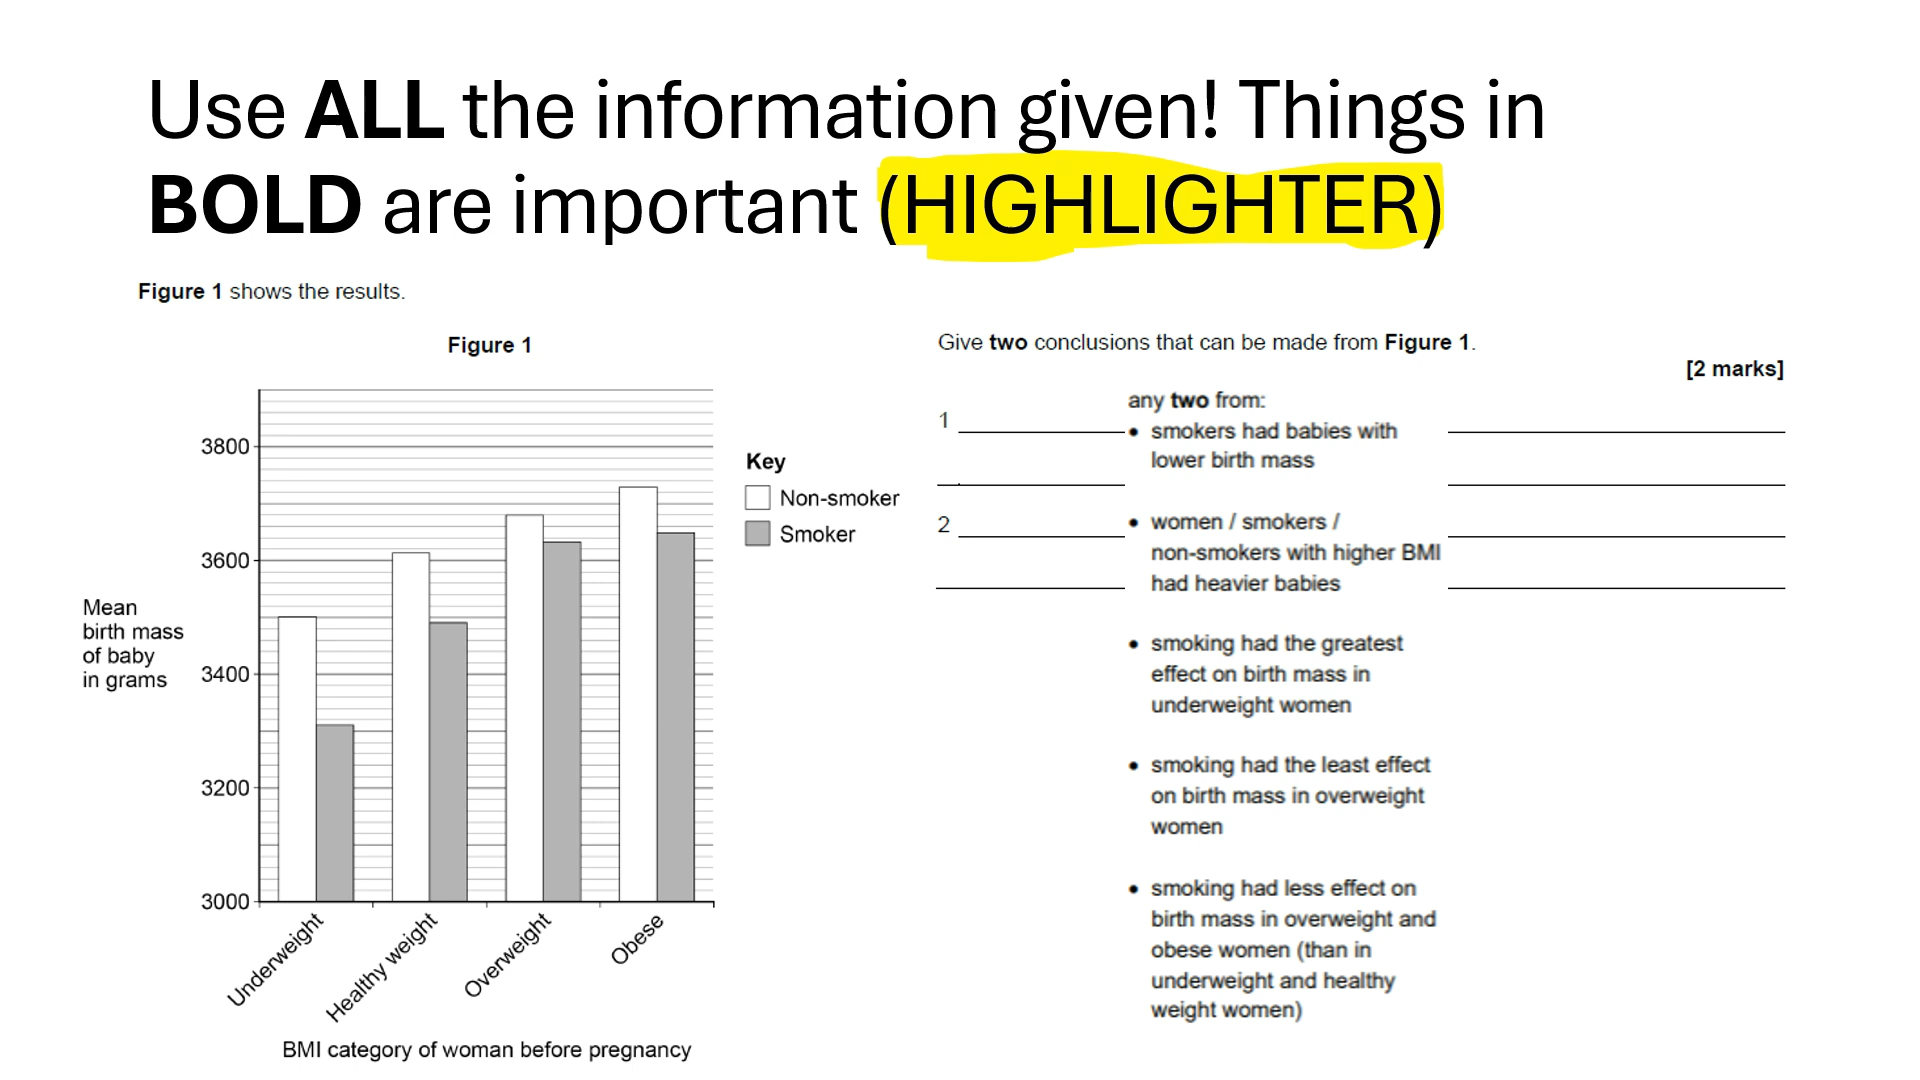 Use ALL the information given! Things in
BOLD are important (HIGHLIGHTER)
Figure 1 shows the results.
Figure 1
3800
3600
3400
3200
3000
Mean
birth mass
of baby
in grams
Key
Non-smoker
Smoker
Underweight
Healthy weight
Overweight
Obese
BMI category of woman before pregnancy
Give two conclusions that can be made from Figure 1.
[2 marks]
1
2
any two from:
• smokers had babies with
lower birth mass
• women / smokers /
non-smokers with higher BMI
had heavier babies
• smoking had the greatest
effect on birth mass in
underweight women
• smoking had the least effect
on birth mass in overweight
women
• smoking had less effect on
birth mass in overweight and
obese women (than in
underweight and healthy
weight women)